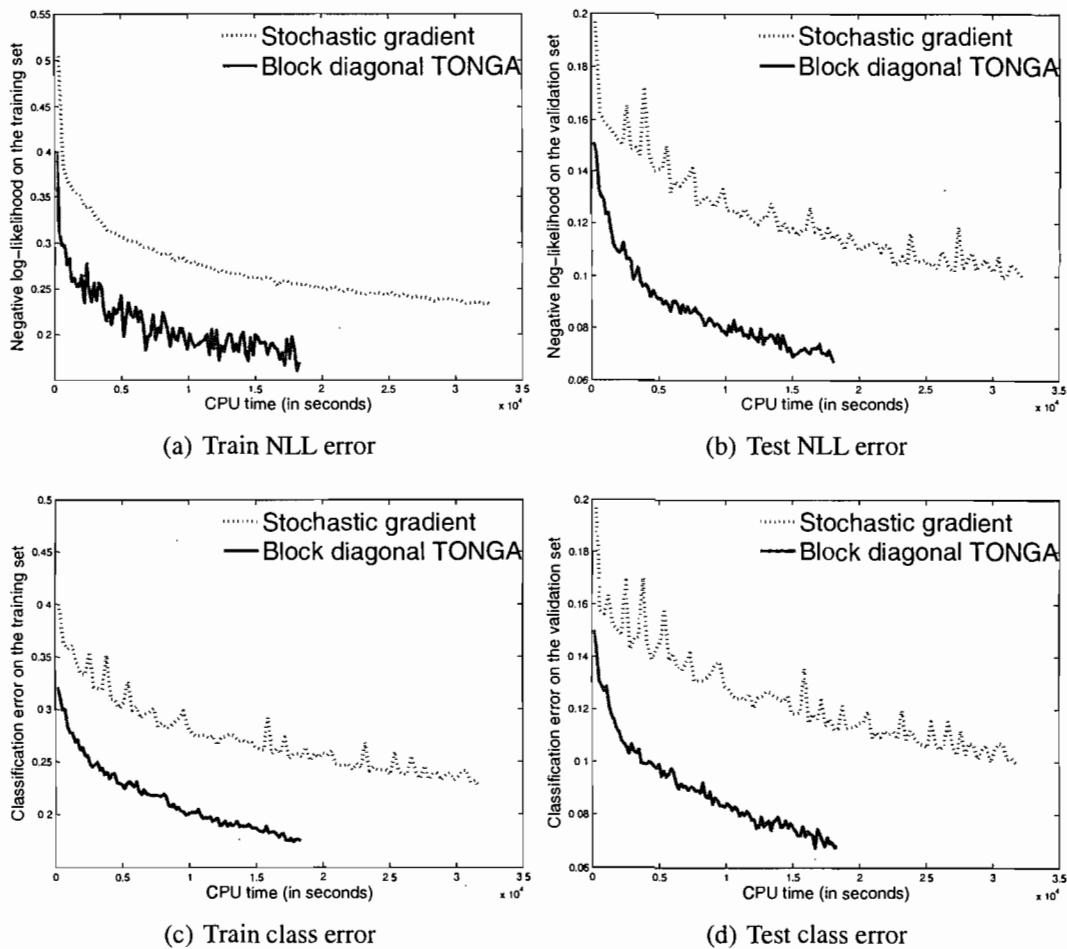 0.55
0.5
0.45
0.4
0.35
0.3
0.25
0.2
Negative log-likelihood on the training set
Stochastic gradient
Block diagonal TONGA
0 0.5 1 1.5 2 2.5 3 3.5
CPU time (in seconds)
x 10⁴
(a) Train NLL error
0.2
0.18
0.16
0.14
0.12
0.1
0.08
0.06
Negative log-likelihood on the validation set
Stochastic gradient
Block diagonal TONGA
0 0.5 1 1.5 2 2.5 3 3.5
CPU time (in seconds)
x 10⁴
(b) Test NLL error
0.5
0.45
0.4
0.35
0.3
0.25
0.2
Classification error on the training set
Stochastic gradient
Block diagonal TONGA
0 0.5 1 1.5 2 2.5 3 3.5
CPU time (in seconds)
x 10⁴
(c) Train class error
0.2
0.18
0.16
0.14
0.12
0.1
0.08
0.06
Classification error on the validation set
Stochastic gradient
Block diagonal TONGA
0 0.5 1 1.5 2 2.5 3 3.5
CPU time (in seconds)
x 10⁴
(d) Test class error